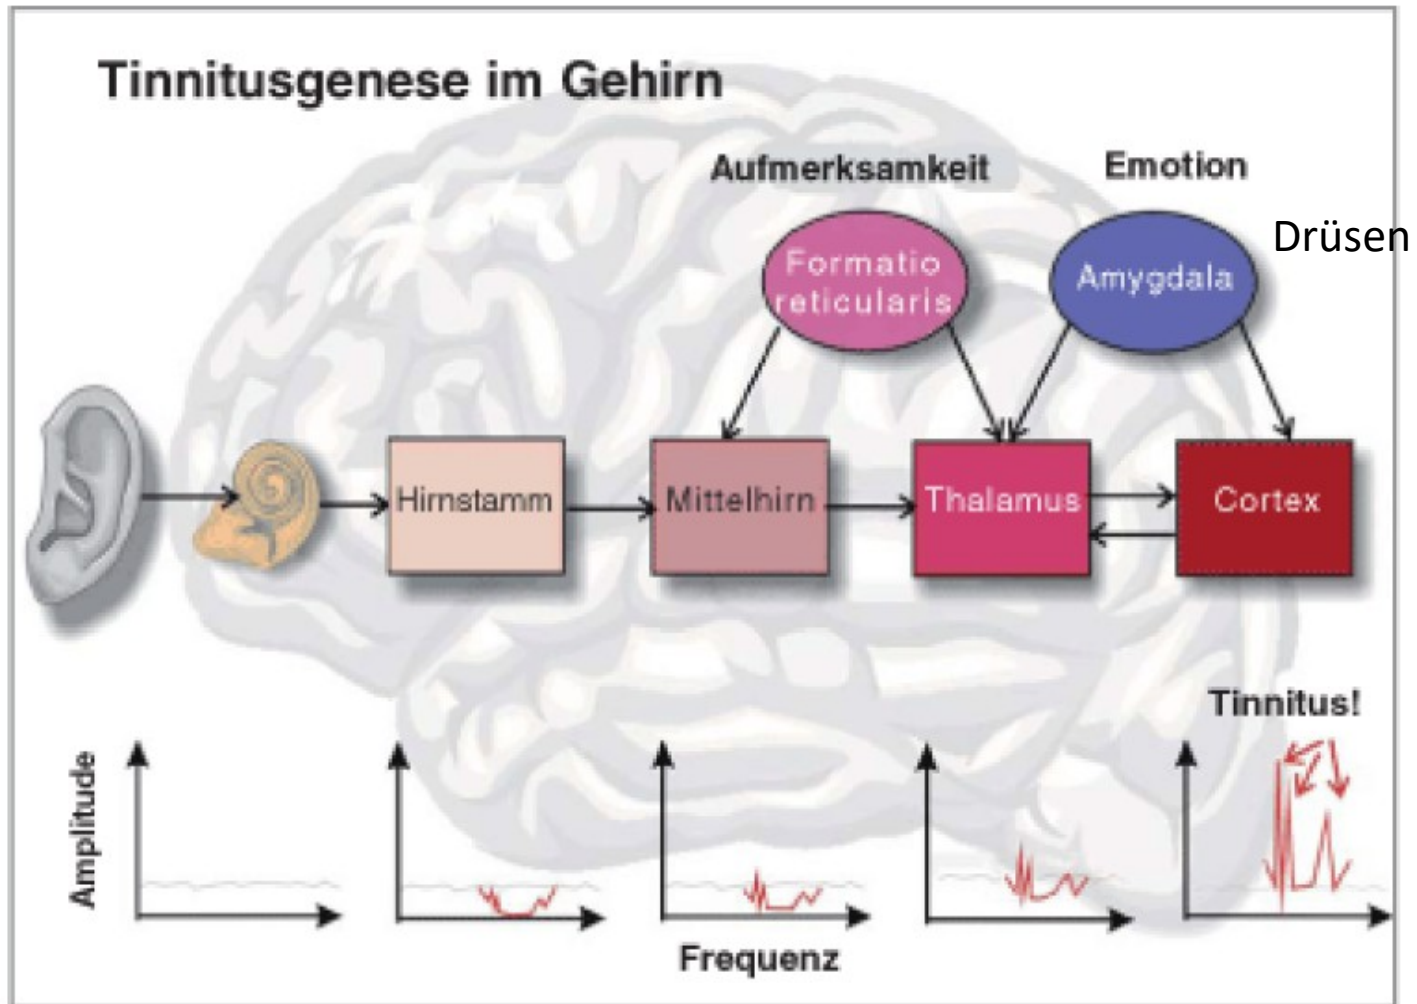 Tinnitusgenese im Gehirn
Aufmerksamkeit
Emotion
Drüsen
Formatio
reticularis
Amygdala
Hirnstamm
Mittelhirn
Thalamus
Cortex
Tinnitus!
Amplitude
Frequenz